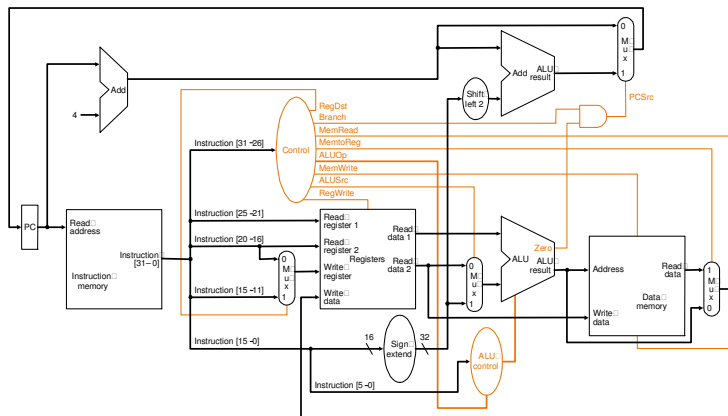 0
M
u
x
1
Add
4
Add
ALU
result
Shift
left 2
PCSrc
RegDst
Branch
MemRead
MemtoReg
ALUOp
MemWrite
ALUSrc
RegWrite
Control
Instruction [31-26]
Instruction [25-21]
Instruction [20-16]
Instruction [15-11]
Instruction [15-0]
Instruction [5-0]
PC
Read
address
Instruction
[31-0]
Instruction
memory
0
M
u
x
1
Read
register 1
Read
register 2
Write
register
Write
data
Registers
Read
data 1
Read
data 2
0
M
u
x
1
Zero
ALU
ALU
result
Address
Write
data
Read
data
Data
memory
1
M
u
x
0
16
Sign
extend
32
ALU
control